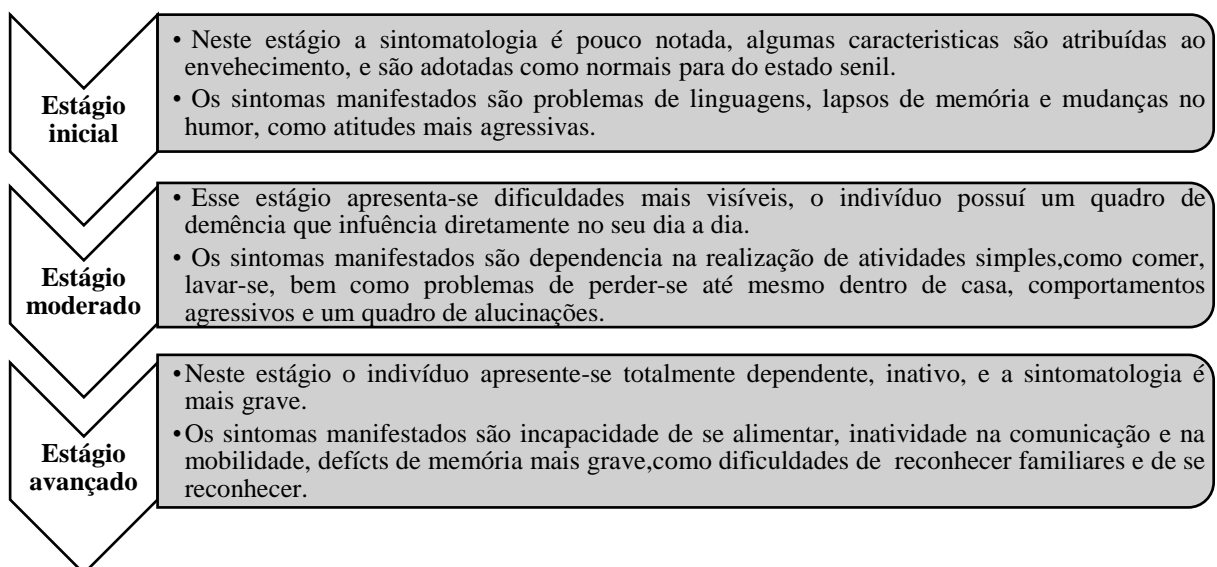 Estágio
inicial
• Neste estágio a sintomatologia é pouco notada, algumas caracteristicas são atribuídas ao
envehecimento, e são adotadas como normais para do estado senil.
• Os sintomas manifestados são problemas de linguagens, lapsos de memória e mudanças no
humor, como atitudes mais agressivas.
Estágio
moderado
• Esse estágio apresenta-se dificuldades mais visíveis, o indivíduo possuí um quadro de
demência que infuência diretamente no seu dia a dia.
• Os sintomas manifestados são dependencia na realização de atividades simples,como comer,
lavar-se, bem como problemas de perder-se até mesmo dentro de casa, comportamentos
agressivos e um quadro de alucinações.
Estágio
avançado
•Neste estágio o indivíduo apresente-se totalmente dependente, inativo, e a sintomatologia é
mais grave.
•Os sintomas manifestados são incapacidade de se alimentar, inatividade na comunicação e na
mobilidade, defícts de memória mais grave,como dificuldades de reconhecer familiares e de se
reconhecer.